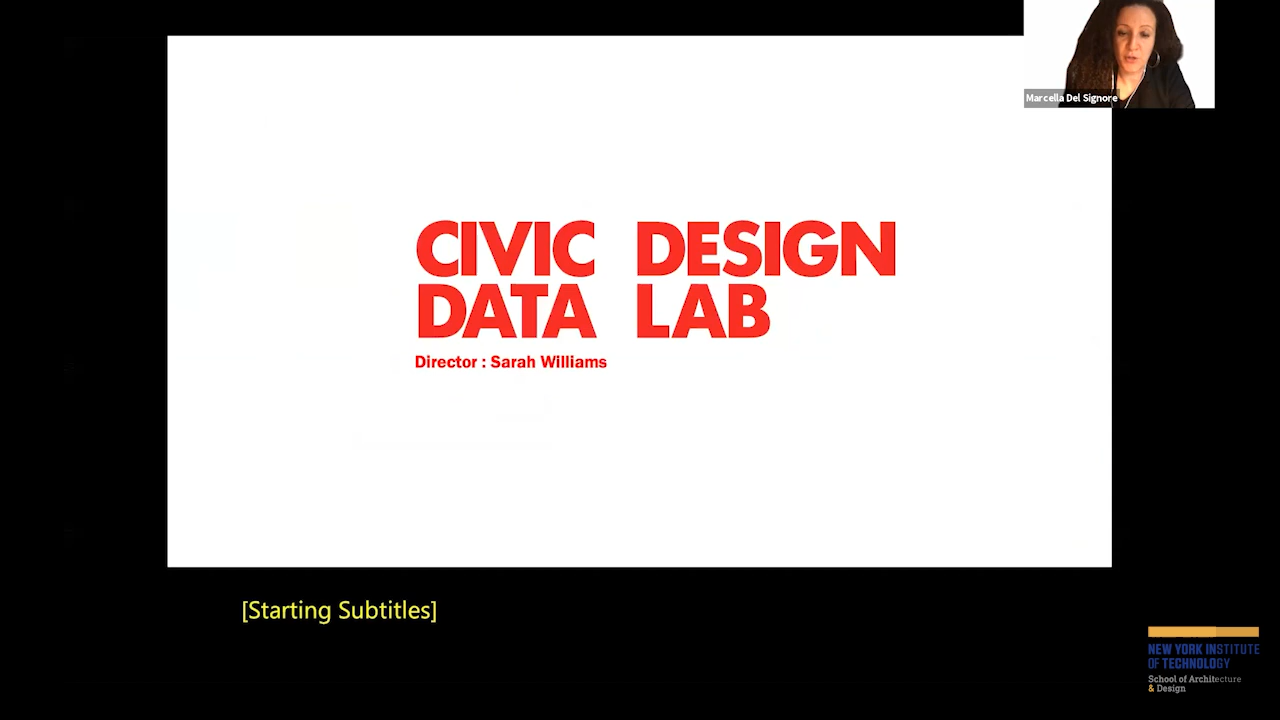 Marcella Del Signore
CIVIC DESIGN
DATA LAB
Director : Sarah Williams
[Starting Subtitles]
NEW YORK INSTITUTE
OF TECHNOLOGY
School of Architecture
& Design